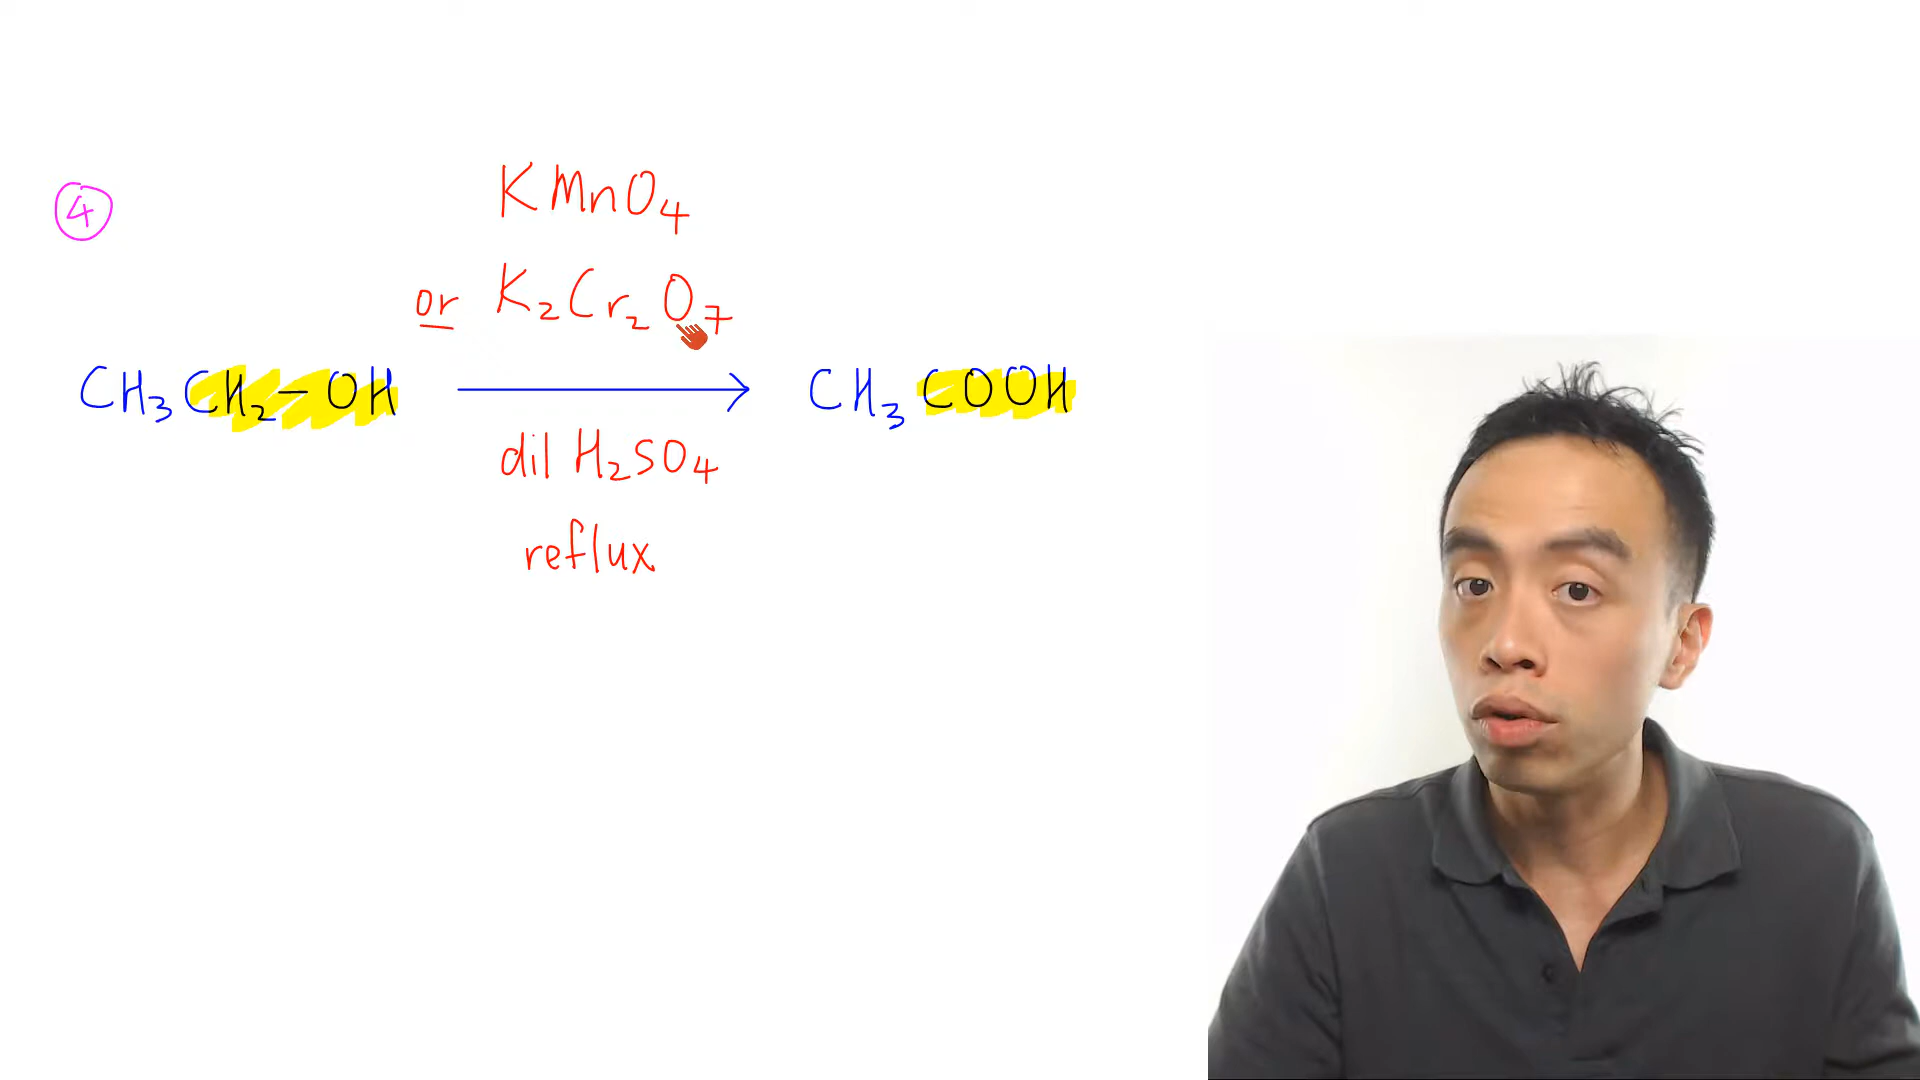 ④
KMnO₄
or K₂Cr₂O₇
CH₃CH₂-OH → CH₃COOH
dil H₂SO₄
reflux